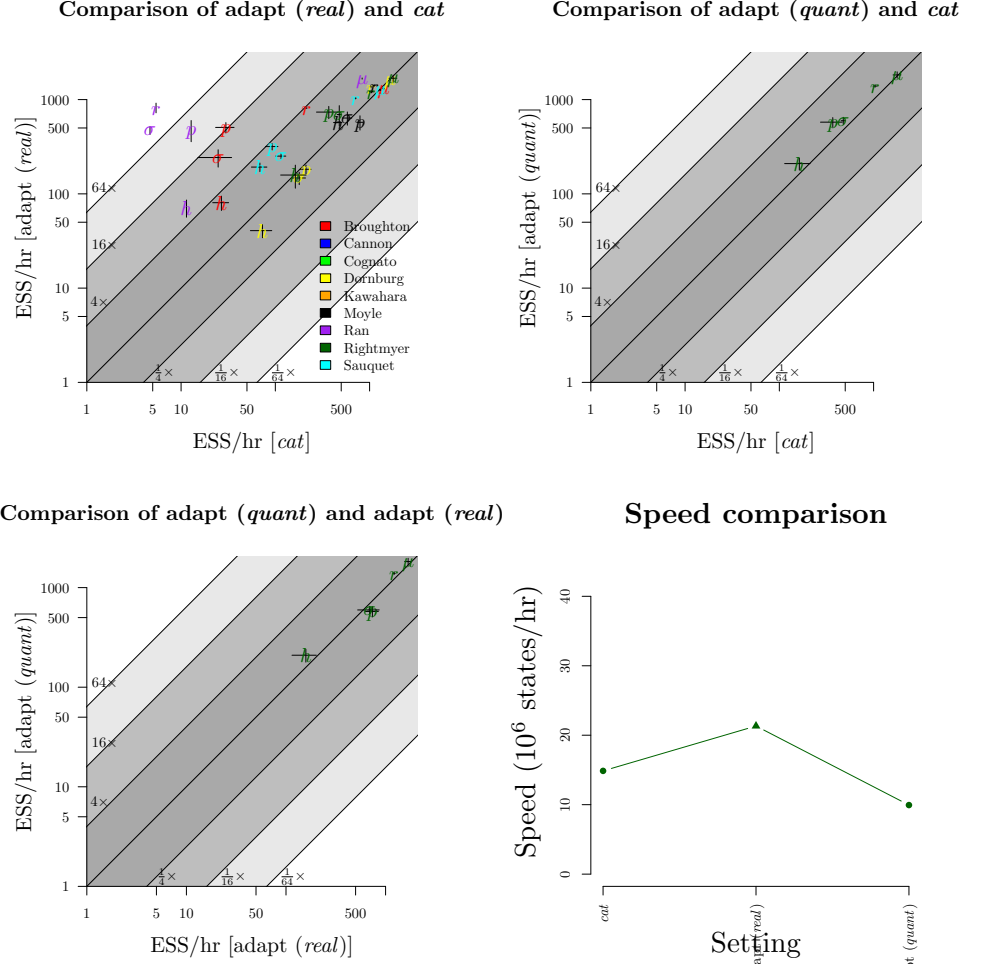 Comparison of adapt (real) and cat
1000
500
100
50
10
5
1
ESS/hr [adapt (real)]
64×
16×
4×
1/4 ×
1/16 ×
1/64 ×
r
σ
p
h
μ
Broughton
Cannon
Cognato
Dornburg
Kawahara
Moyle
Ran
Rightmyer
Sauquet
1 5 10 50 500
ESS/hr [cat]
Comparison of adapt (quant) and cat
1000
500
100
50
10
5
1
ESS/hr [adapt (quant)]
64×
16×
4×
1/4 ×
1/16 ×
1/64 ×
1 5 10 50 500
ESS/hr [cat]
Comparison of adapt (quant) and adapt (real)
1000
500
100
50
10
5
1
ESS/hr [adapt (quant)]
64×
16×
4×
1/4 ×
1/16 ×
1/64 ×
1 5 10 50 500
ESS/hr [adapt (real)]
Speed comparison
40
30
20
10
0
Speed (10⁶ states/hr)
cat
(real)
(quant)
Setting